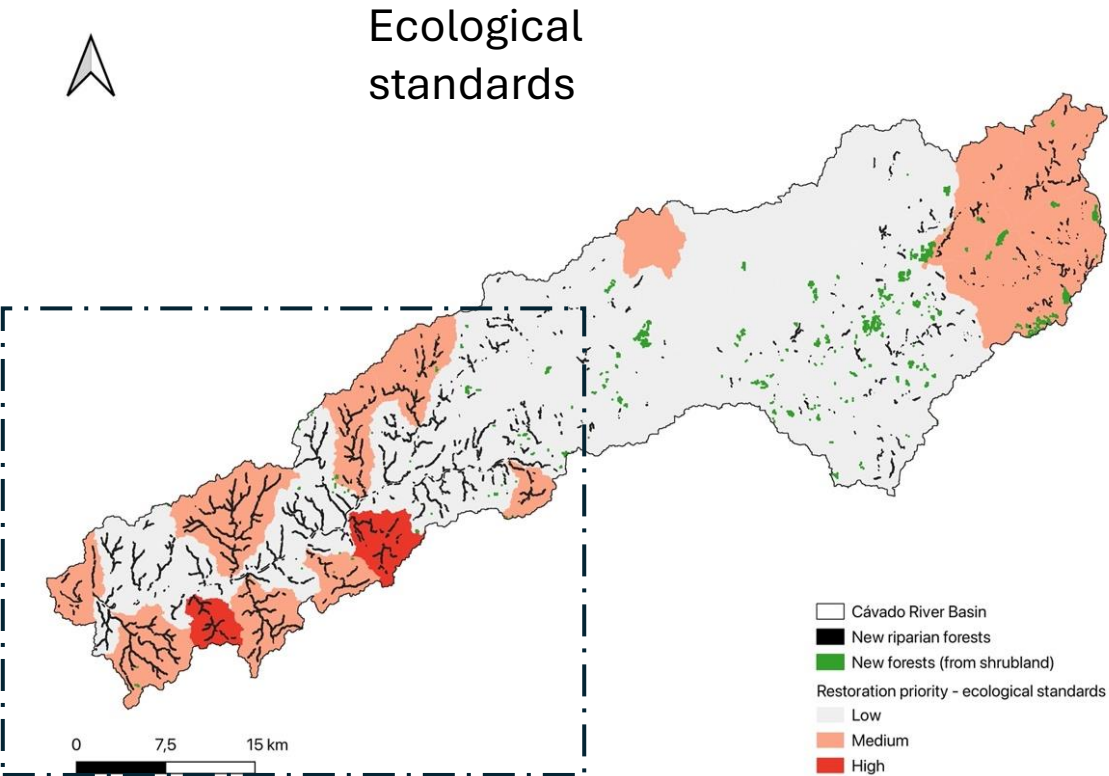 Ecological
standards
Cávado River Basin
New riparian forests
New forests (from shrubland)
Restoration priority - ecological standards
Low
Medium
High
0 7,5 15 km